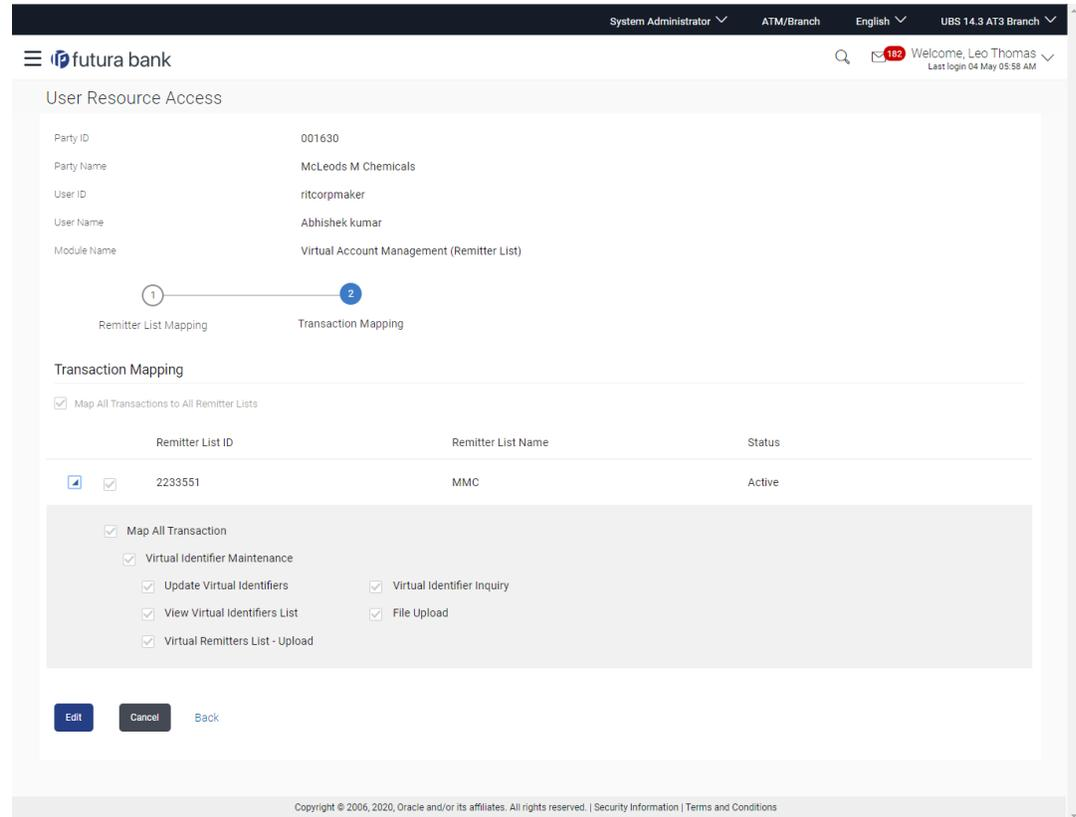 System Administrator ATM/Branch English UBS 14.3 AT3 Branch
futura bank 182 Welcome, Leo Thomas
Last login 04 May 05:58 AM
User Resource Access
Party ID 001630
Party Name McLeods M Chemicals
User ID ritcorpmaker
User Name Abhishek kumar
Module Name Virtual Account Management (Remitter List)
1 2
Remitter List Mapping Transaction Mapping
Transaction Mapping
Map All Transactions to All Remitter Lists
Remitter List ID Remitter List Name Status
2233551 MMC Active
Map All Transaction
Virtual Identifier Maintenance
Update Virtual Identifiers Virtual Identifier Inquiry
View Virtual Identifiers List File Upload
Virtual Remitters List - Upload
Edit Cancel Back
Copyright © 2006, 2020, Oracle and/or its affiliates. All rights reserved. | Security Information | Terms and Conditions